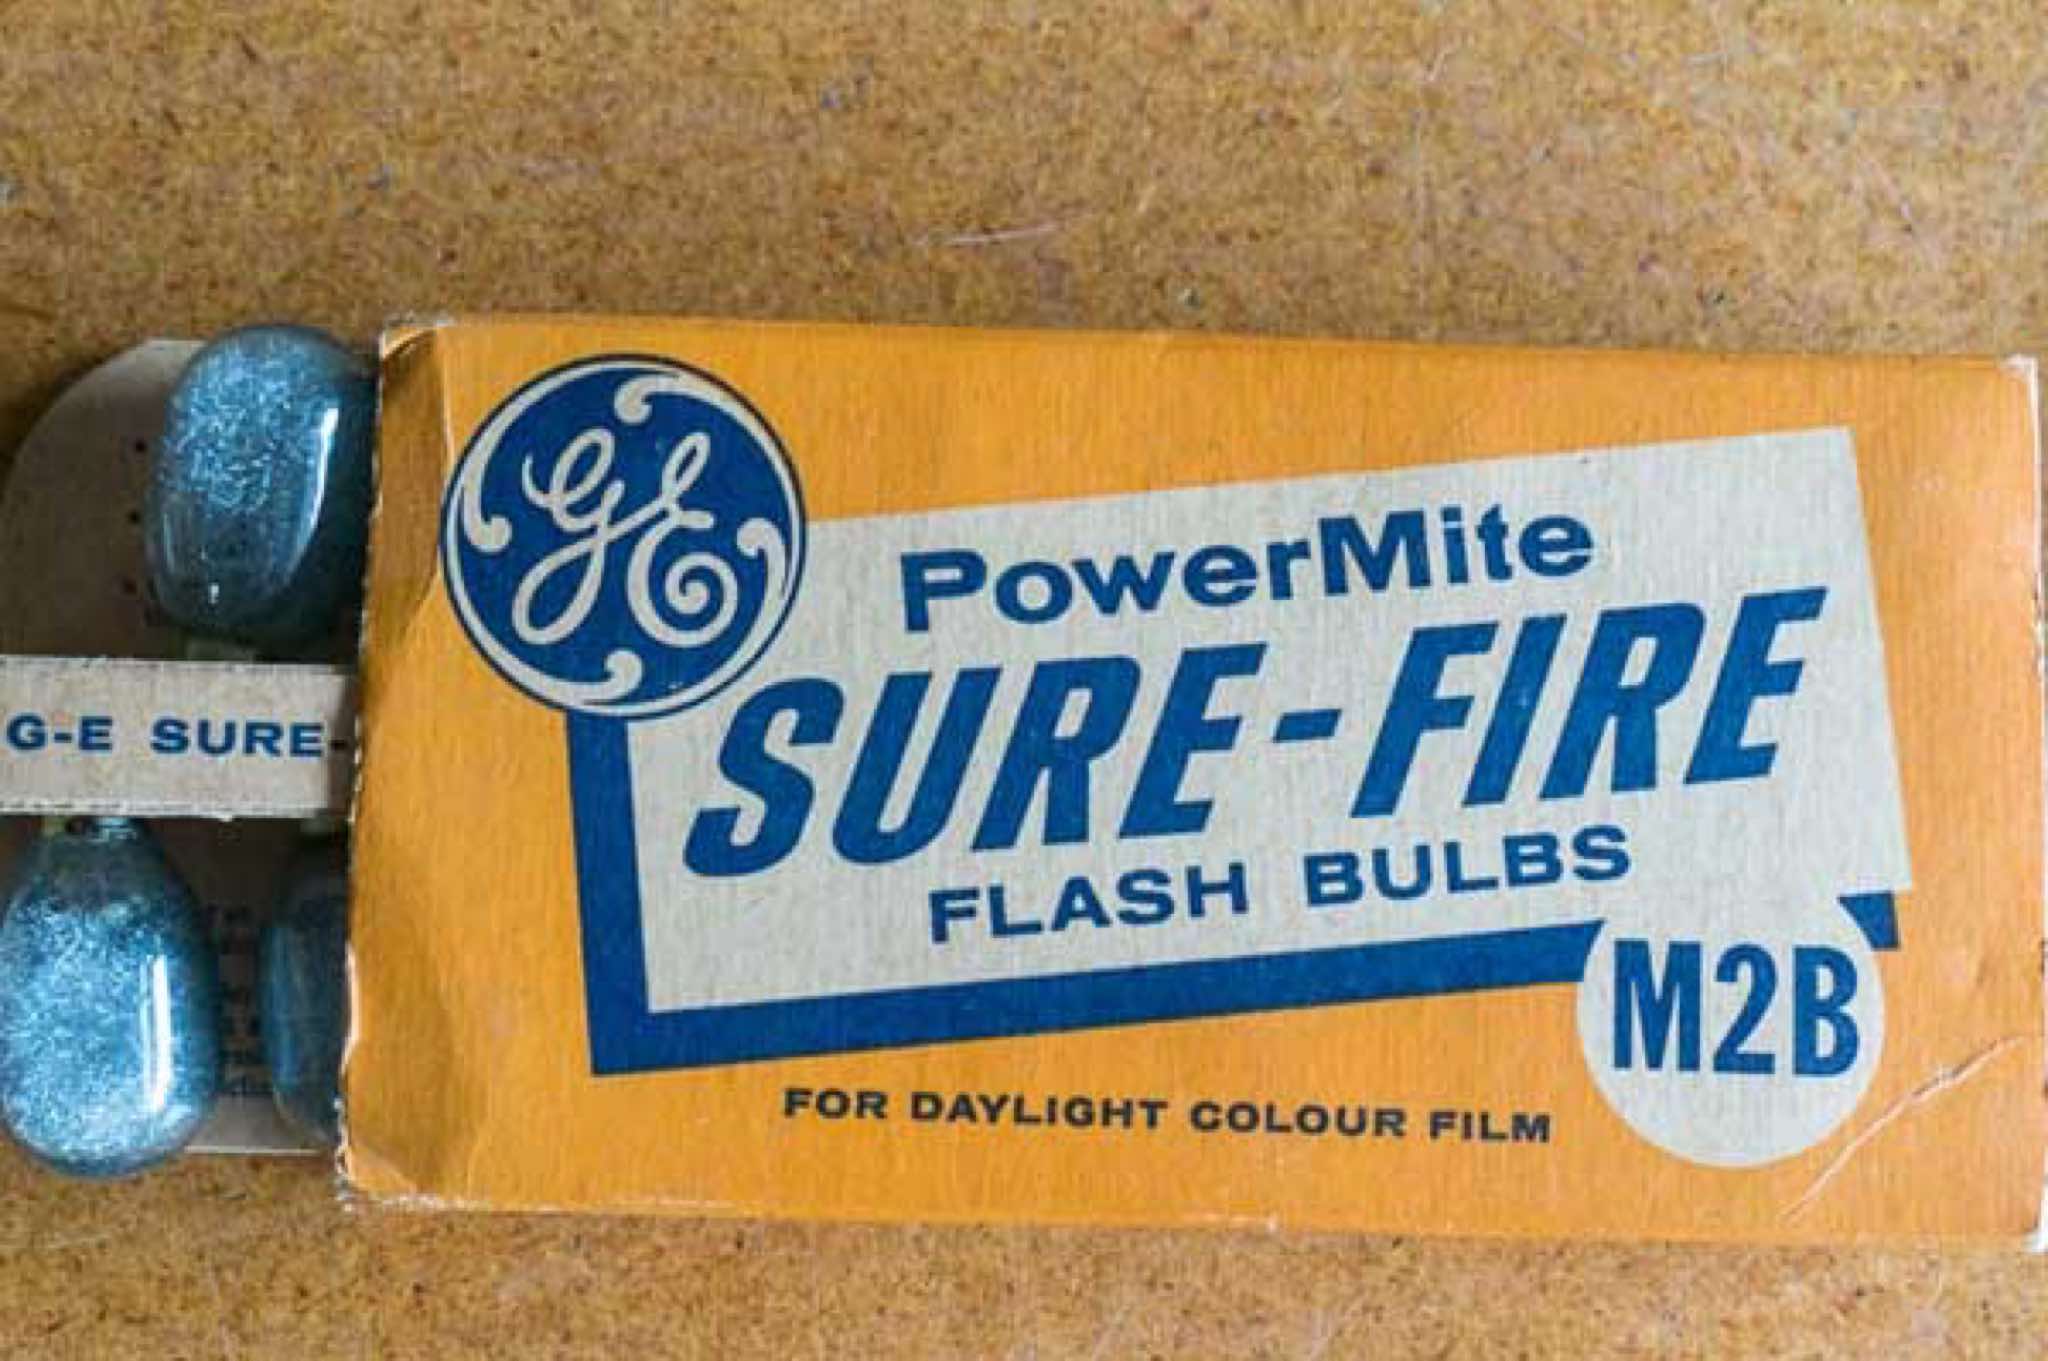 GE
PowerMite
SURE-FIRE
FLASH BULBS
M2B
FOR DAYLIGHT COLOUR FILM
G-E SURE-